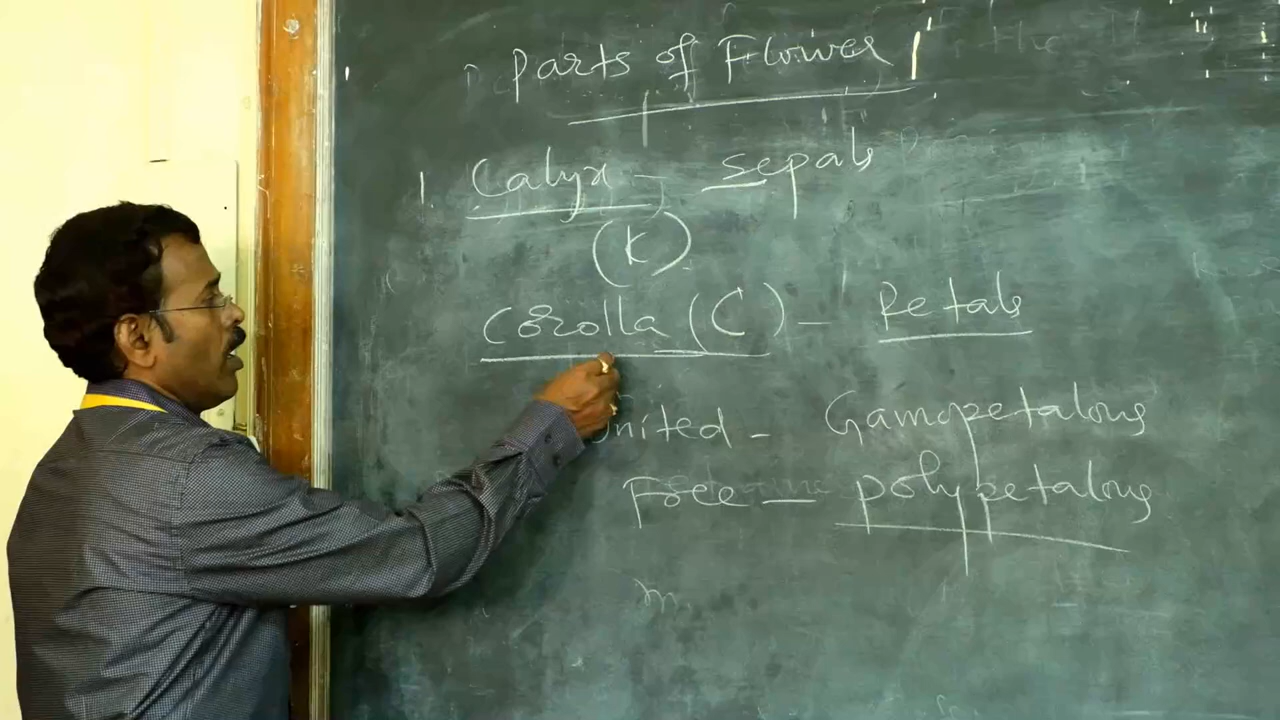 Parts of Flower
1. Calyx - sepals
(K)
Corolla (C) - Petals
United - Gamopetalous
Free - polypetalous
m